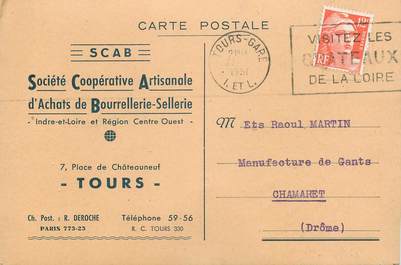 CARTE POSTALE
SCAB
Société Coopérative Artisanale
d'Achats de Bourrellerie-Sellerie
- Indre-et-Loire et Région Centre Ouest -
7, Place de Châteauneuf
- TOURS -
Ch. Post. : R. DEROCHE Téléphone 59-56
PARIS 773-23 R. C. TOURS 330
TOURS-GARE
I. ET L.
VISITEZ LES
CHATEAUX
DE LA LOIRE
M Ets Raoul MARTIN
Manufacture de Gants
CHAMARET
(Drôme)